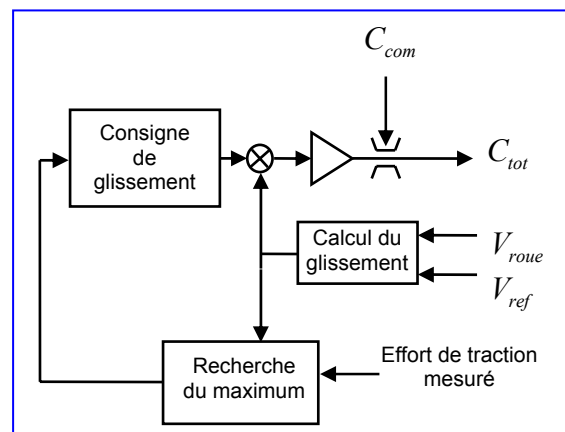 C_com
Consigne
de
glissement
C_tot
Calcul du
glissement
V_roue
V_ref
Recherche
du maximum
Effort de traction
mesuré